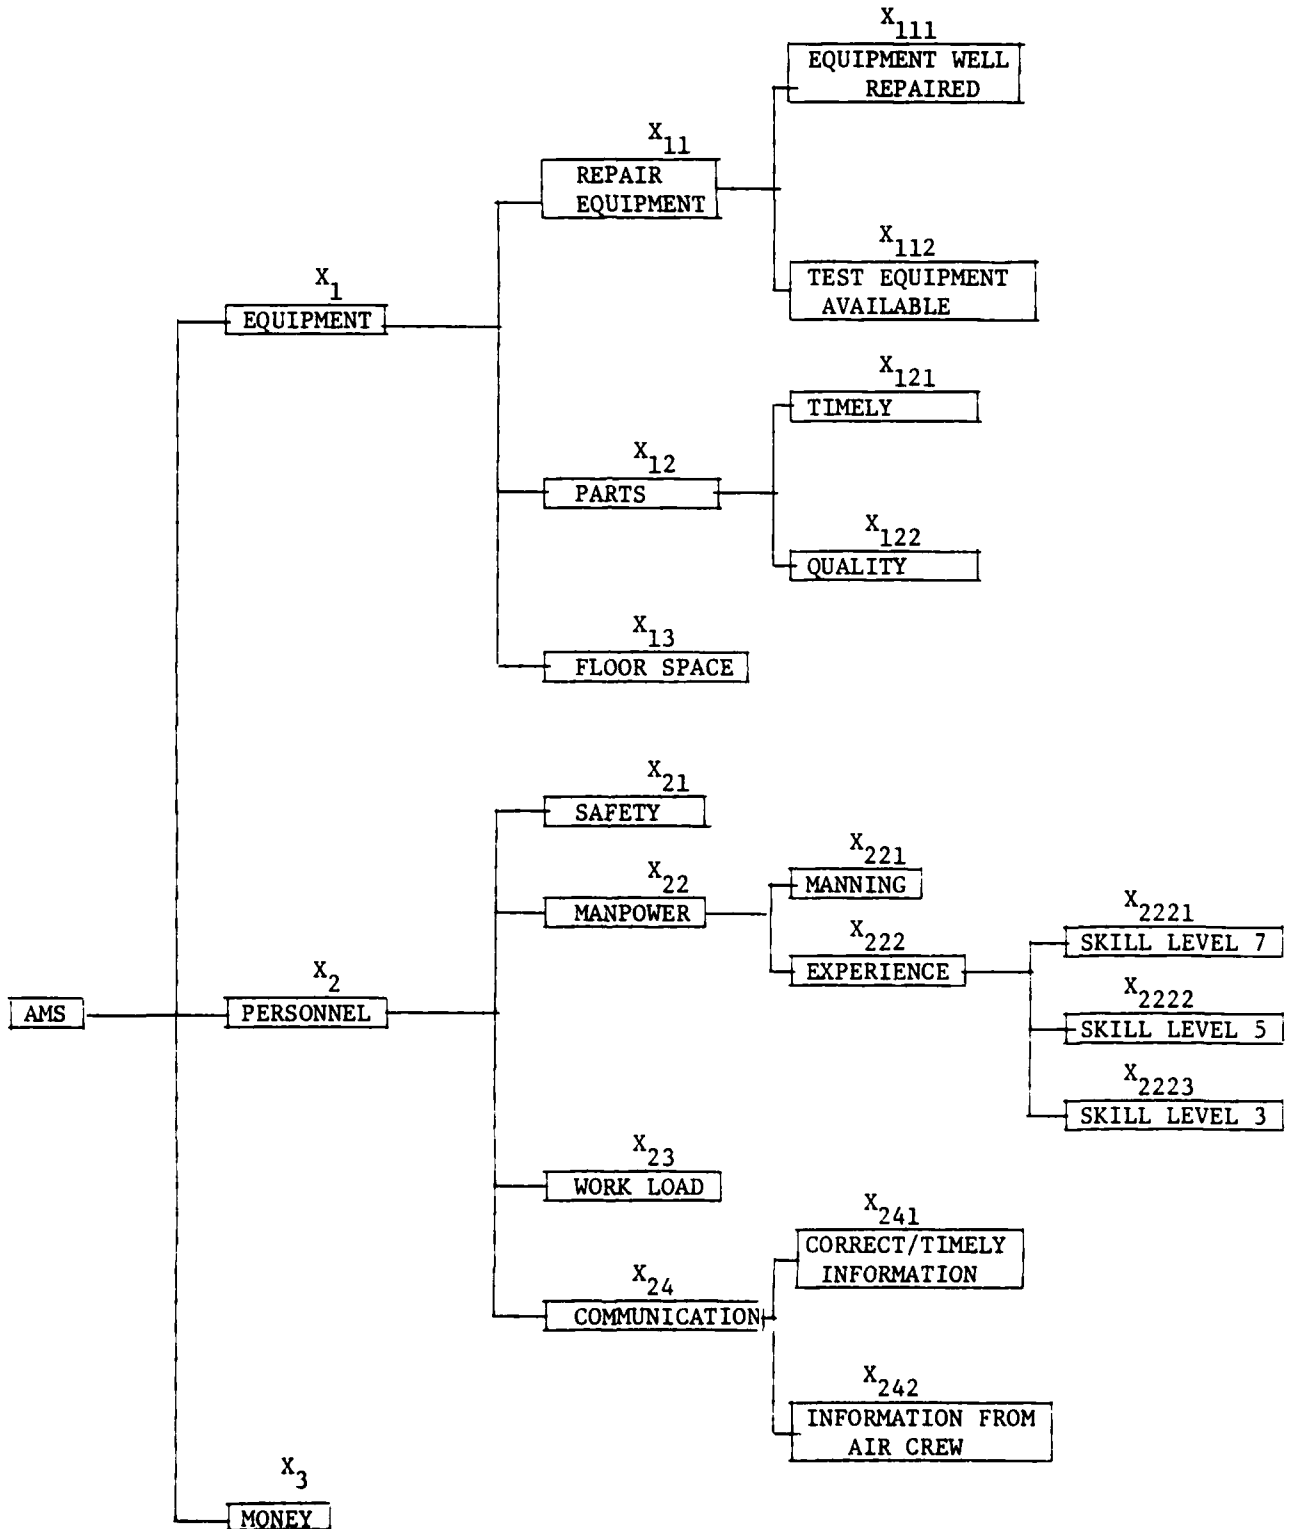 X111
EQUIPMENT WELL
REPAIRED
X11
REPAIR
EQUIPMENT
X112
TEST EQUIPMENT
AVAILABLE
X1
EQUIPMENT
X121
TIMELY
X12
PARTS
X122
QUALITY
X13
FLOOR SPACE
X21
SAFETY
X221
MANNING
X22
MANPOWER
X222
EXPERIENCE
X2221
SKILL LEVEL 7
X2222
SKILL LEVEL 5
X2223
SKILL LEVEL 3
X2
PERSONNEL
AMS
X23
WORK LOAD
X241
CORRECT/TIMELY
INFORMATION
X24
COMMUNICATION
X242
INFORMATION FROM
AIR CREW
X3
MONEY